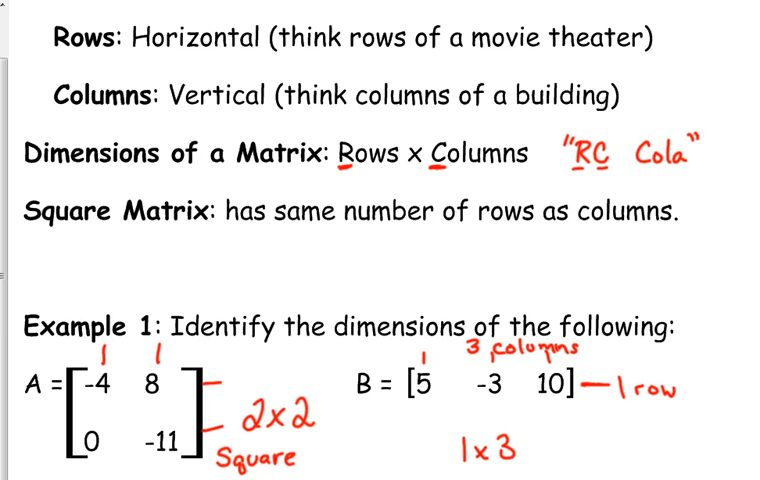 Rows: Horizontal (think rows of a movie theater)
Columns: Vertical (think columns of a building)
Dimensions of a Matrix: Rows x Columns "RC Cola"
Square Matrix: has same number of rows as columns.
Example 1: Identify the dimensions of the following:
3 columns
A = [-4 8 B = [5 -3 10] — 1 row
2x2
0 -11]
Square 1x3